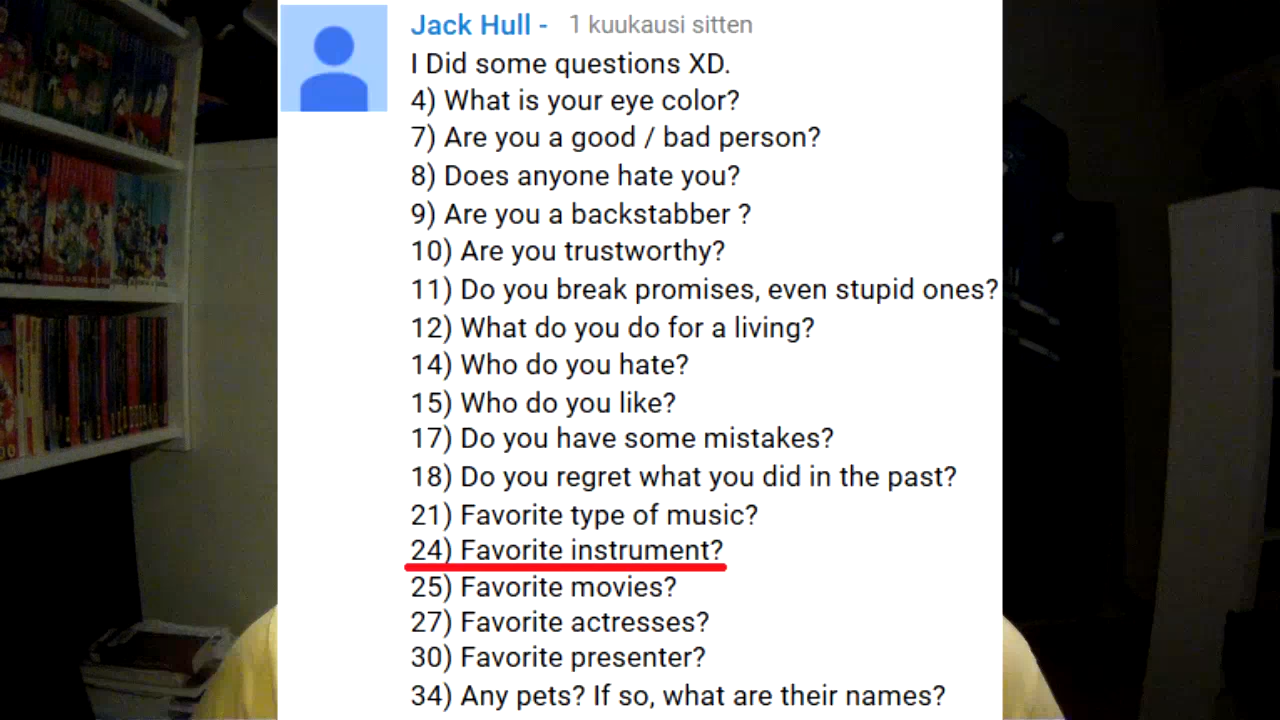 Jack Hull - 1 kuukausi sitten
I Did some questions XD.
4) What is your eye color?
7) Are you a good / bad person?
8) Does anyone hate you?
9) Are you a backstabber ?
10) Are you trustworthy?
11) Do you break promises, even stupid ones?
12) What do you do for a living?
14) Who do you hate?
15) Who do you like?
17) Do you have some mistakes?
18) Do you regret what you did in the past?
21) Favorite type of music?
24) Favorite instrument?
25) Favorite movies?
27) Favorite actresses?
30) Favorite presenter?
34) Any pets? If so, what are their names?